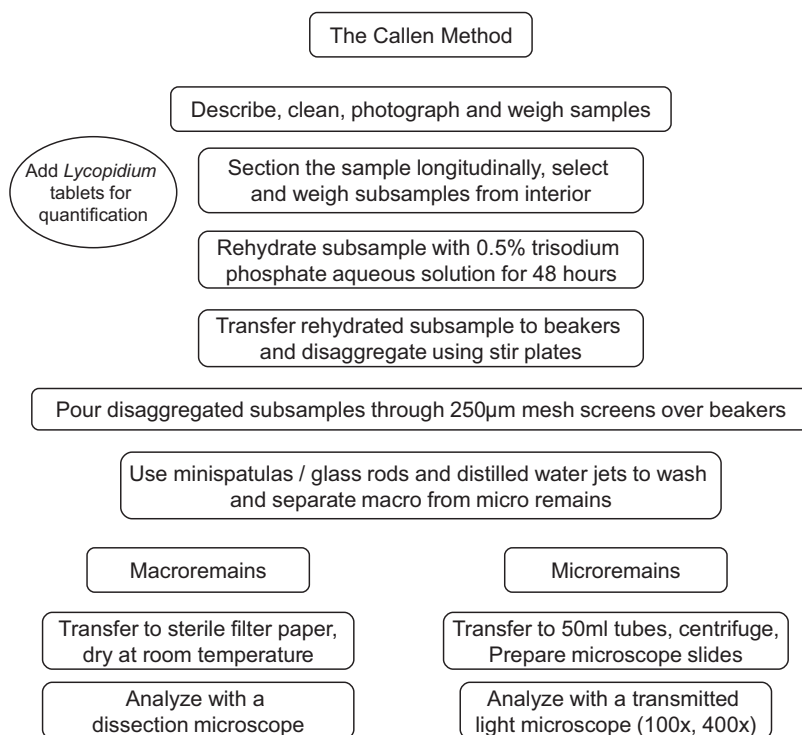 The Callen Method
Describe, clean, photograph and weigh samples
Add Lycopidium
tablets for
quantification
Section the sample longitudinally, select
and weigh subsamples from interior
Rehydrate subsample with 0.5% trisodium
phosphate aqueous solution for 48 hours
Transfer rehydrated subsample to beakers
and disaggregate using stir plates
Pour disaggregated subsamples through 250µm mesh screens over beakers
Use minispatulas / glass rods and distilled water jets to wash
and separate macro from micro remains
Macroremains
Transfer to sterile filter paper,
dry at room temperature
Analyze with a
dissection microscope
Microremains
Transfer to 50ml tubes, centrifuge,
Prepare microscope slides
Analyze with a transmitted
light microscope (100x, 400x)